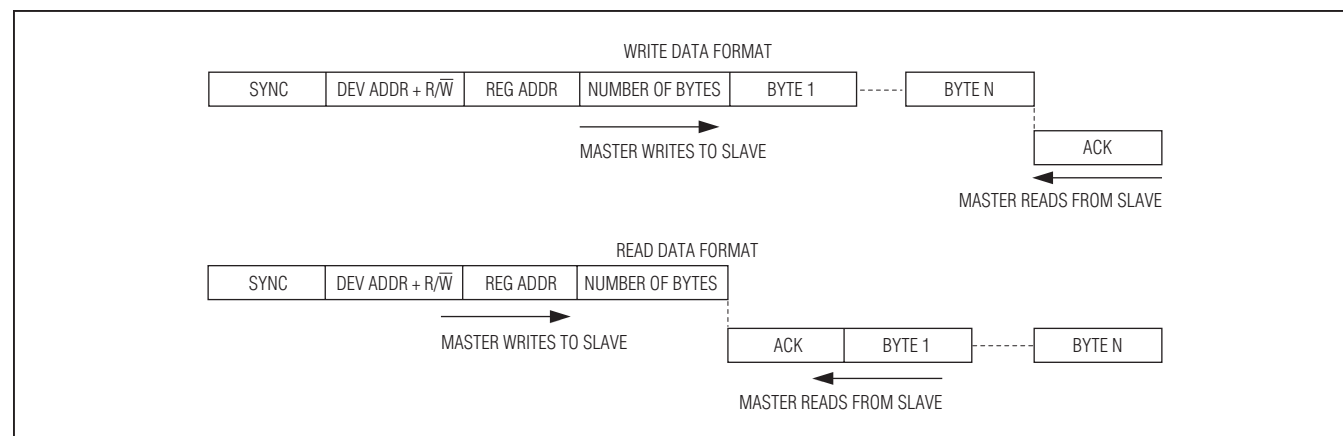 WRITE DATA FORMAT
SYNC DEV ADDR + R/W̅ REG ADDR NUMBER OF BYTES BYTE 1 BYTE N
MASTER WRITES TO SLAVE
ACK
MASTER READS FROM SLAVE
READ DATA FORMAT
SYNC DEV ADDR + R/W̅ REG ADDR NUMBER OF BYTES
MASTER WRITES TO SLAVE
ACK BYTE 1 BYTE N
MASTER READS FROM SLAVE